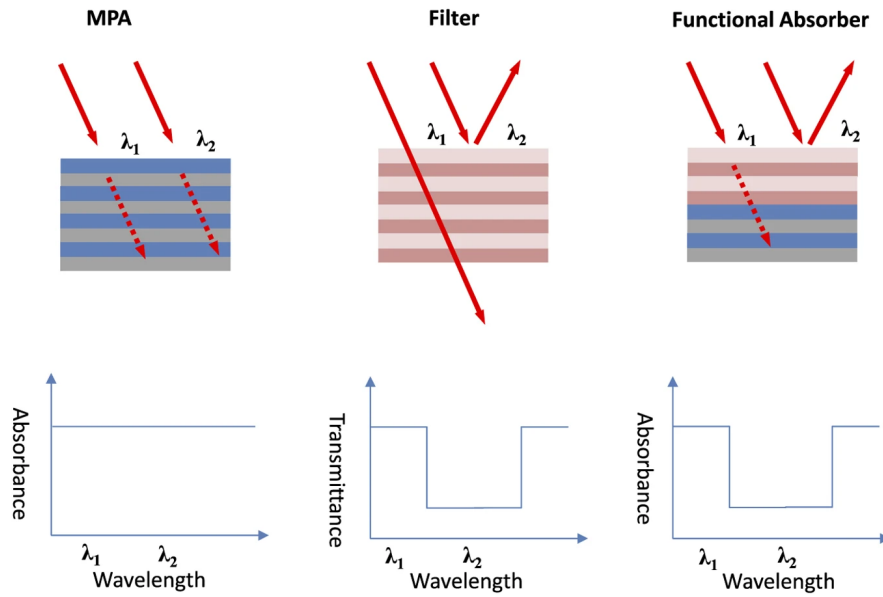 MPA
Filter
Functional Absorber
λ1
λ2
λ1
λ2
λ1
λ2
Absorbance
λ1
λ2
Wavelength
Transmittance
λ1
λ2
Wavelength
Absorbance
λ1
λ2
Wavelength